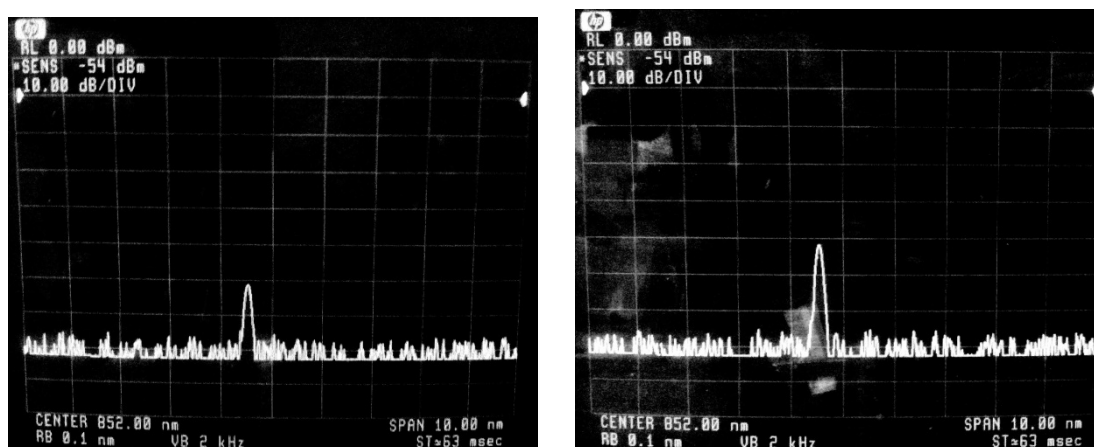 hp
RL 0.00 dBm
*SENS -54 dBm
10.00 dB/DIV
CENTER 852.00 nm
SPAN 10.00 nm
RB 0.1 nm
VB 2 kHz
ST≈63 msec
hp
RL 0.00 dBm
*SENS -54 dBm
10.00 dB/DIV
CENTER 852.00 nm
SPAN 10.00 nm
RB 0.1 nm
VB 2 kHz
ST≈63 msec